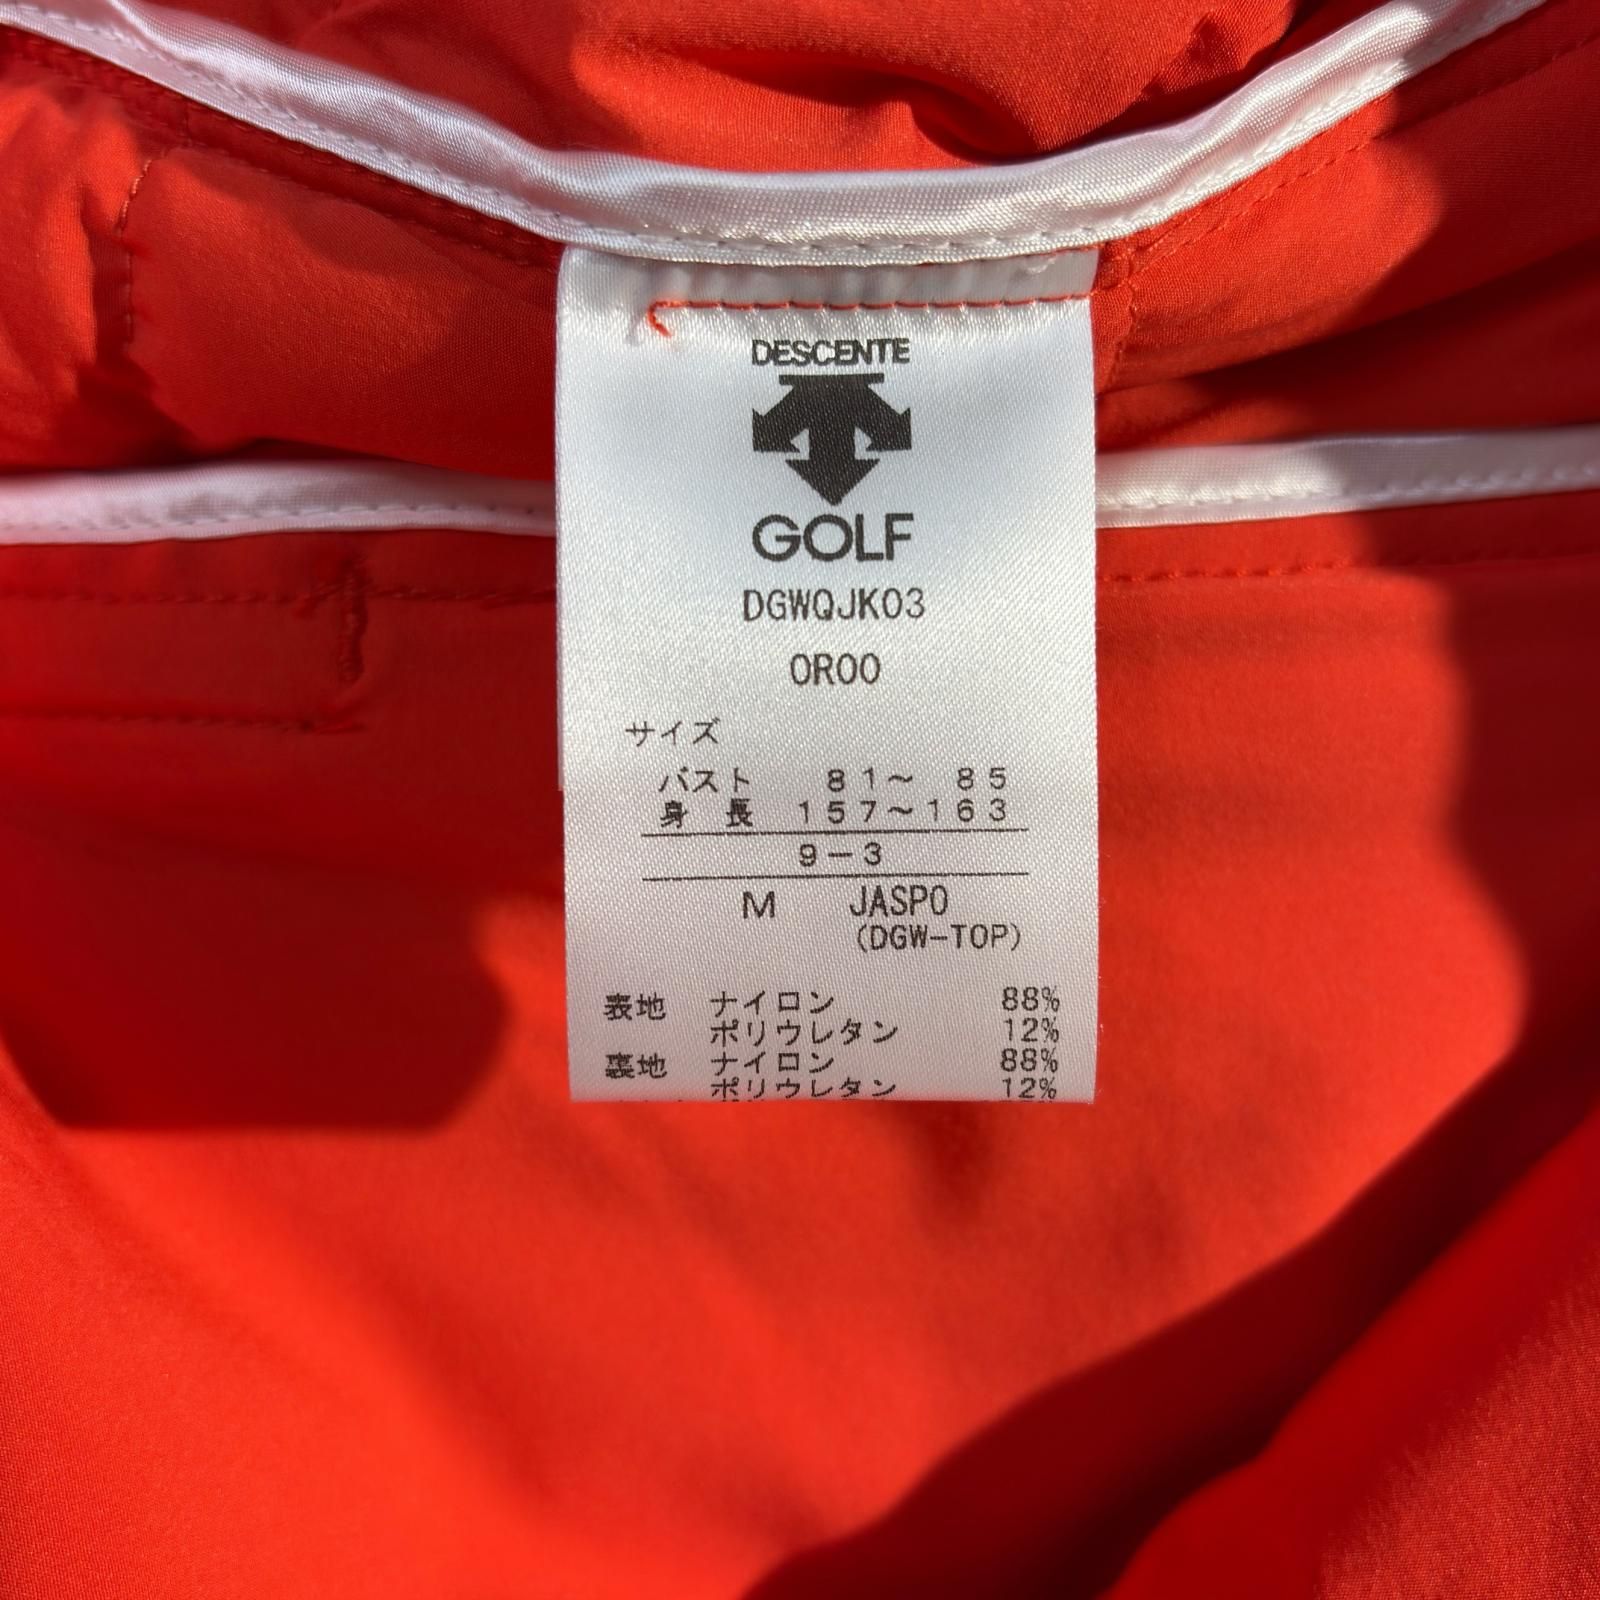 DESCENTE
GOLF
DGWQJK03
OR00
サイズ
バスト 81～ 85
身 長 157～163
9－3
M JASPO
(DGW-TOP)
表地 ナイロン 88%
ポリウレタン 12%
裏地 ナイロン 88%
ポリウレタン 12%